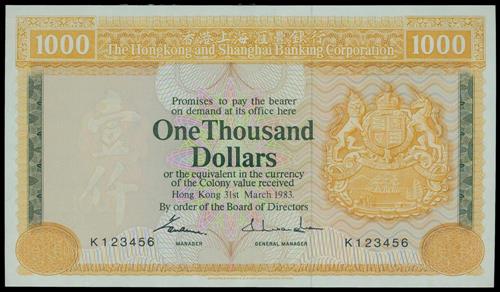 香港上海滙豐銀行
1000 The Hongkong and Shanghai Banking Corporation 1000
Promises to pay the bearer
on demand at its office here
One Thousand
Dollars
or the equivalent in the currency
of the Colony value received
Hong Kong 31st March 1983.
By order of the Board of Directors
壹仟
MANAGER GENERAL MANAGER
K123456 K123456